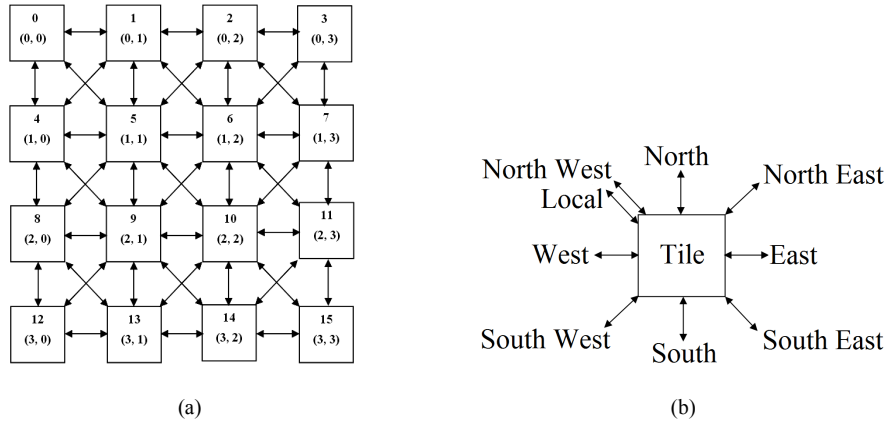 0
(0, 0)
1
(0, 1)
2
(0, 2)
3
(0, 3)
4
(1, 0)
5
(1, 1)
6
(1, 2)
7
(1, 3)
8
(2, 0)
9
(2, 1)
10
(2, 2)
11
(2, 3)
12
(3, 0)
13
(3, 1)
14
(3, 2)
15
(3, 3)
(a)
North
North West
North East
Local
West
Tile
East
South West
South
South East
(b)